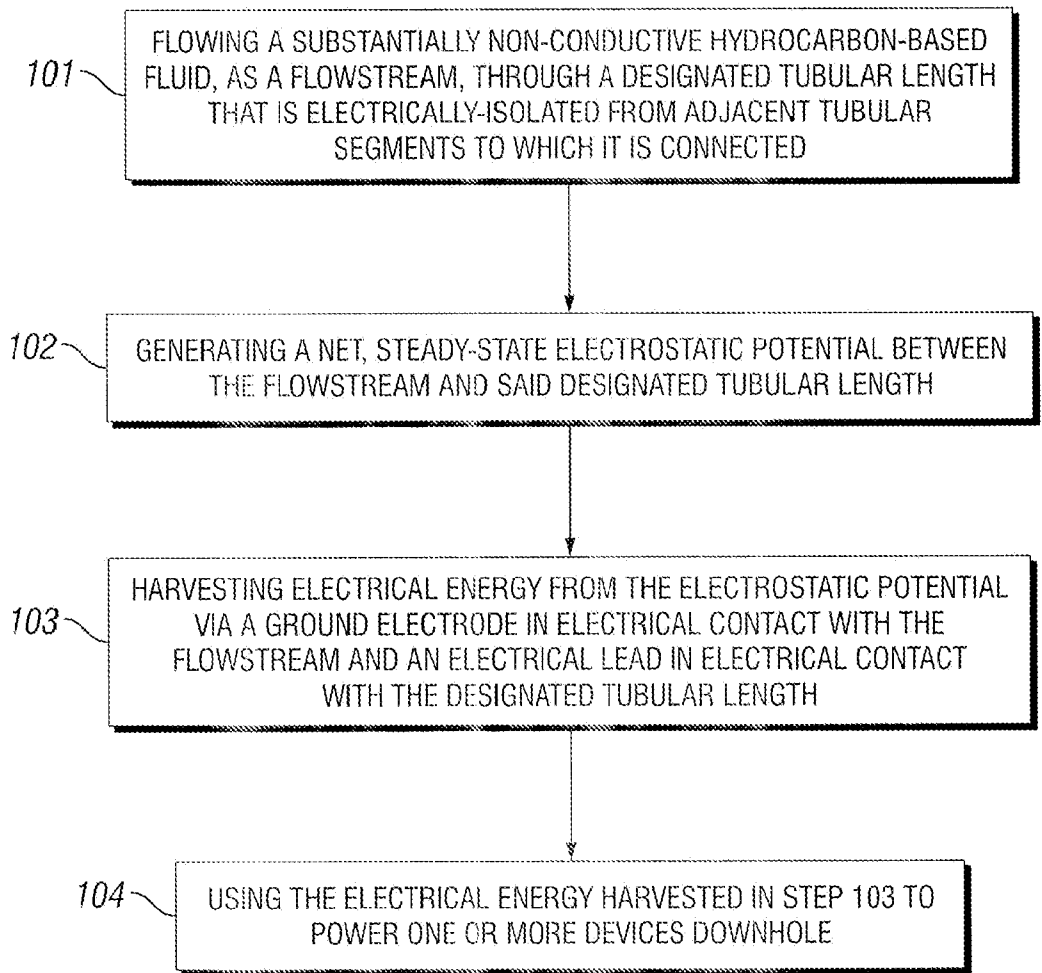 101
FLOWING A SUBSTANTIALLY NON-CONDUCTIVE HYDROCARBON-BASED
FLUID, AS A FLOWSTREAM, THROUGH A DESIGNATED TUBULAR LENGTH
THAT IS ELECTRICALLY-ISOLATED FROM ADJACENT TUBULAR
SEGMENTS TO WHICH IT IS CONNECTED
102
GENERATING A NET, STEADY-STATE ELECTROSTATIC POTENTIAL BETWEEN
THE FLOWSTREAM AND SAID DESIGNATED TUBULAR LENGTH
103
HARVESTING ELECTRICAL ENERGY FROM THE ELECTROSTATIC POTENTIAL
VIA A GROUND ELECTRODE IN ELECTRICAL CONTACT WITH THE
FLOWSTREAM AND AN ELECTRICAL LEAD IN ELECTRICAL CONTACT
WITH THE DESIGNATED TUBULAR LENGTH
104
USING THE ELECTRICAL ENERGY HARVESTED IN STEP 103 TO
POWER ONE OR MORE DEVICES DOWNHOLE